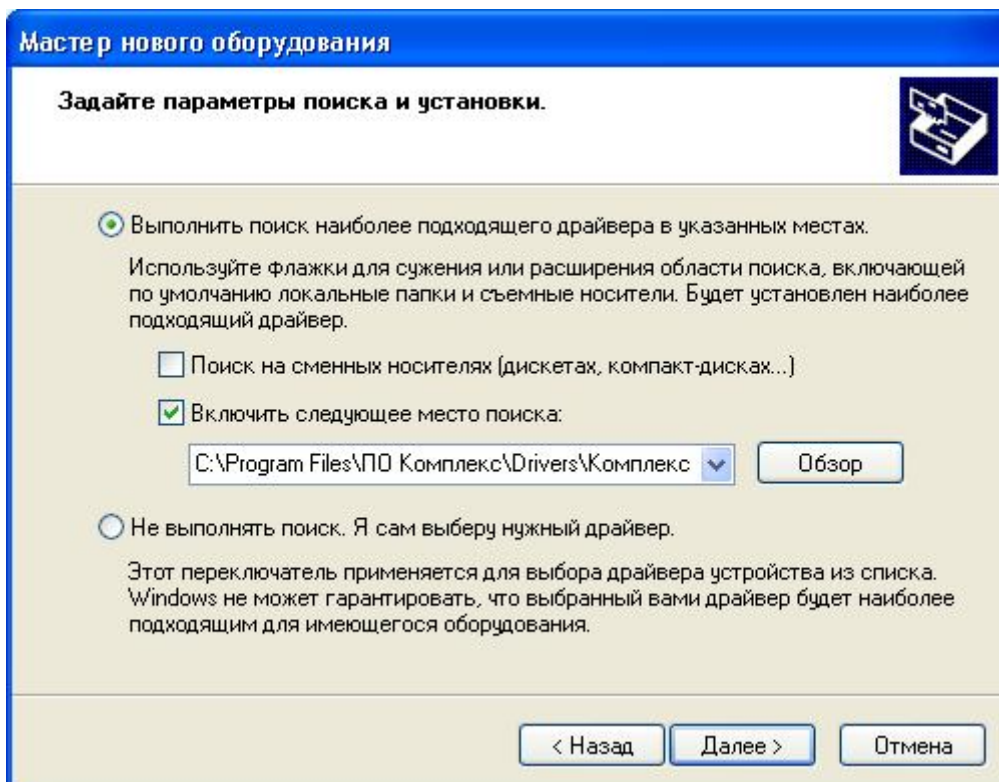 Мастер нового оборудования
Задайте параметры поиска и установки.
Выполнить поиск наиболее подходящего драйвера в указанных местах.
Используйте флажки для сужения или расширения области поиска, включающей
по умолчанию локальные папки и съемные носители. Будет установлен наиболее
подходящий драйвер.
Поиск на сменных носителях (дискетах, компакт-дисках...)
Включить следующее место поиска:
C:\Program Files\ПО Комплекс\Drivers\Комплекс
Обзор
Не выполнять поиск. Я сам выберу нужный драйвер.
Этот переключатель применяется для выбора драйвера устройства из списка.
Windows не может гарантировать, что выбранный вами драйвер будет наиболее
подходящим для имеющегося оборудования.
< Назад Далее > Отмена